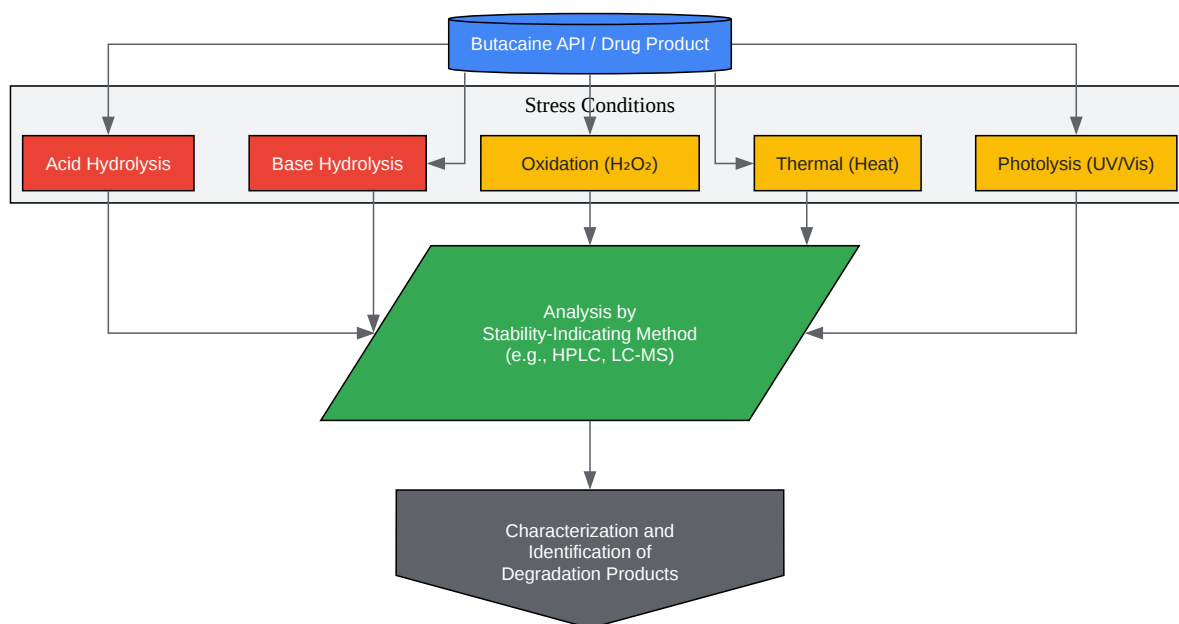 Butacaine API / Drug Product
Stress Conditions
Acid Hydrolysis
Base Hydrolysis
Oxidation (H₂O₂)
Thermal (Heat)
Photolysis (UV/Vis)
Analysis by
Stability-Indicating Method
(e.g., HPLC, LC-MS)
Characterization and
Identification of
Degradation Products